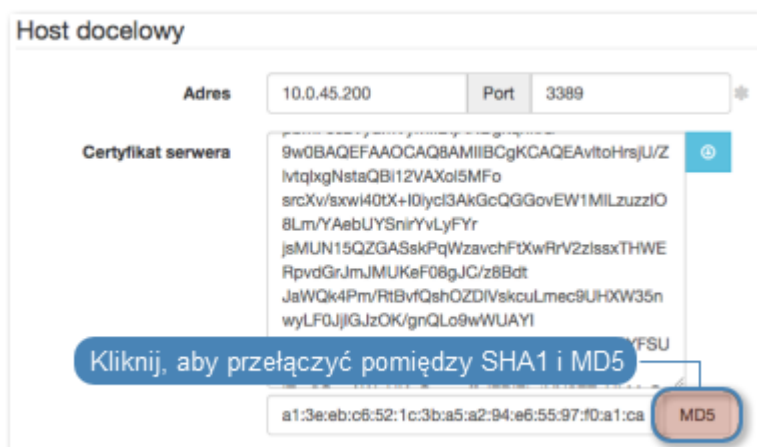 Host docelowy
Adres 10.0.45.200 Port 3389
Certyfikat serwera
9w0BAQEFAAOCAQ8AMIIBCgKCAQEAvltoHrsjU/Z
lvtqlxgNstaQBi12VAXol5MFo
srcXv/sxwi40tX+I0iycl3AkGcQGGovEW1MILzuzzlO
8Lm/YAebUYSnirYvLyFYr
jsMUN15QZGASskPqWzavchFtXwRrV2zlssxTHWE
RpvdGrJmJMUKeF08gJC/z8Bdt
JaWQk4Pm/RtBvfQshOZDIVskcuLmec9UHXW35n
wyLF0JjlGJzOK/gnQLo9wWUAYI
YFSU
Kliknij, aby przełączyć pomiędzy SHA1 i MD5
a1:3e:eb:c6:52:1c:3b:a5:a2:94:e6:55:97:f0:a1:ca MD5